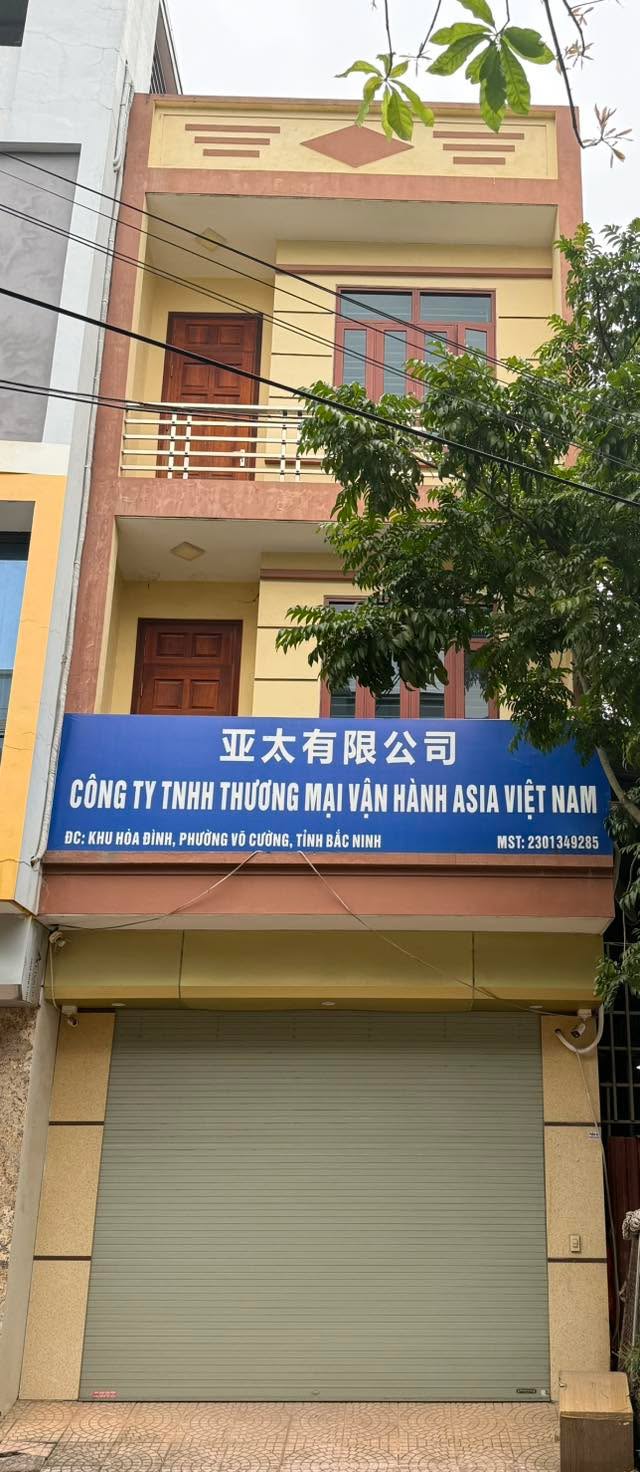 亚太有限公司
CÔNG TY TNHH THƯƠNG MẠI VẬN HÀNH ASIA VIỆT NAM
ĐC: KHU HÒA ĐÌNH, PHƯỜNG VÕ CƯỜNG, TỈNH BẮC NINH MST: 2301349285